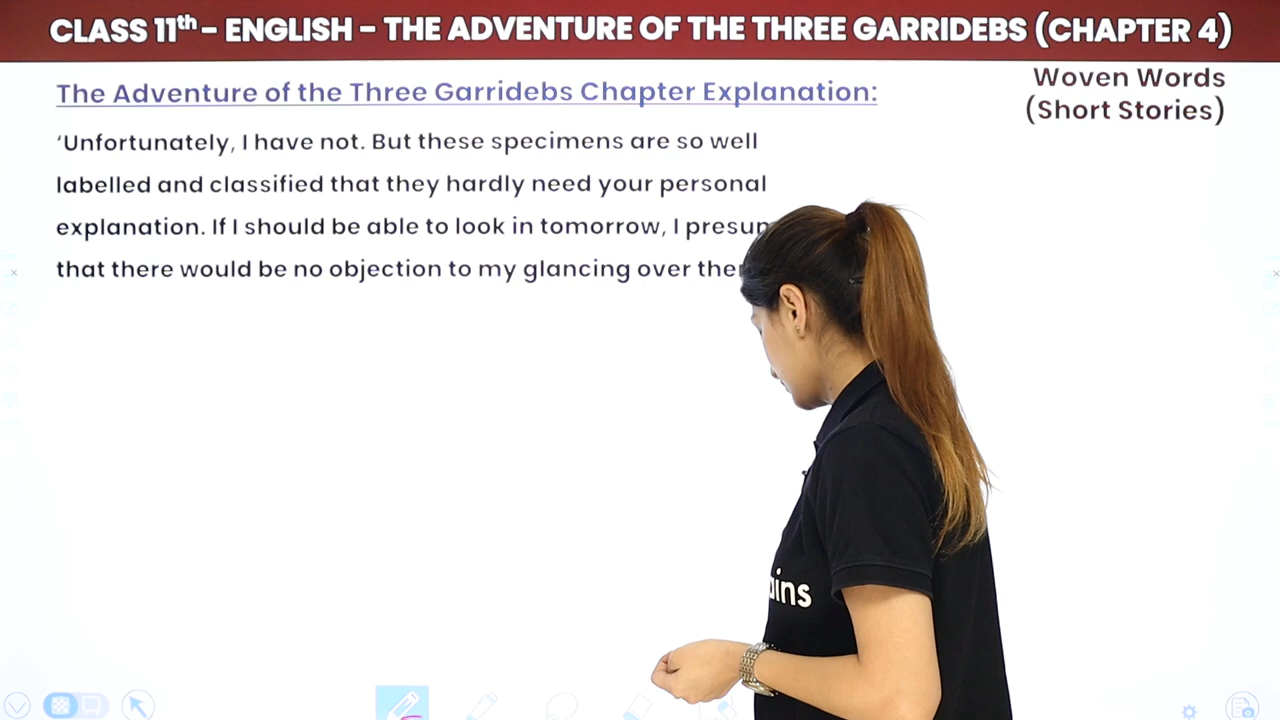 CLASS 11th – ENGLISH – THE ADVENTURE OF THE THREE GARRIDEBS (CHAPTER 4)
Woven Words
(Short Stories)
The Adventure of the Three Garridebs Chapter Explanation:
‘Unfortunately, I have not. But these specimens are so well
labelled and classified that they hardly need your personal
explanation. If I should be able to look in tomorrow, I
that there would be no objection to my glancing over